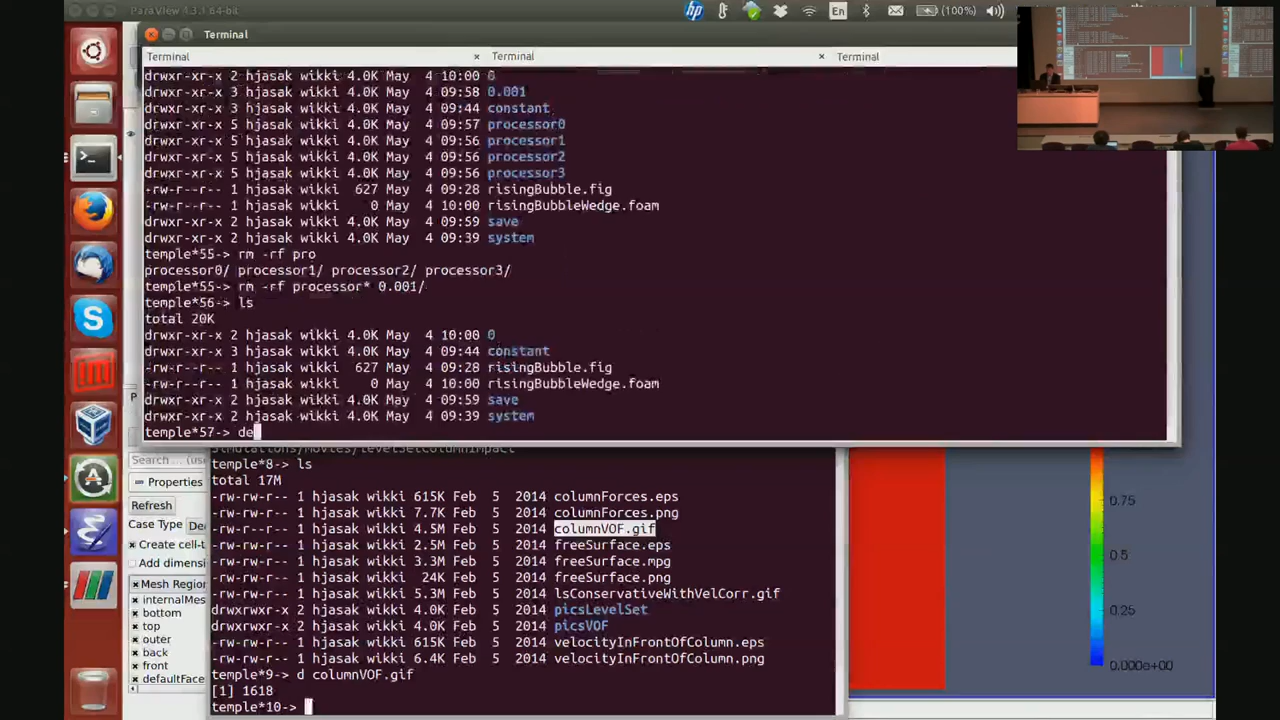 ParaView 4.3.1 64-bit
En
(100%)
Terminal
Terminal
Terminal
Terminal
drwxr-xr-x 2 hjasak wikki 4.0K May  4 10:00 0
drwxr-xr-x 3 hjasak wikki 4.0K May  4 09:58 0.001
drwxr-xr-x 3 hjasak wikki 4.0K May  4 09:44 constant
drwxr-xr-x 5 hjasak wikki 4.0K May  4 09:57 processor0
drwxr-xr-x 5 hjasak wikki 4.0K May  4 09:56 processor1
drwxr-xr-x 5 hjasak wikki 4.0K May  4 09:56 processor2
drwxr-xr-x 5 hjasak wikki 4.0K May  4 09:56 processor3
-rw-r--r-- 1 hjasak wikki  627 May  4 09:28 risingBubble.fig
-rw-r--r-- 1 hjasak wikki    0 May  4 10:00 risingBubbleWedge.foam
drwxr-xr-x 2 hjasak wikki 4.0K May  4 09:59 save
drwxr-xr-x 2 hjasak wikki 4.0K May  4 09:39 system
temple*55-> rm -rf pro
processor0/ processor1/ processor2/ processor3/
temple*55-> rm -rf processor* 0.001/
temple*56-> ls
total 20K
drwxr-xr-x 2 hjasak wikki 4.0K May  4 10:00 0
drwxr-xr-x 3 hjasak wikki 4.0K May  4 09:44 constant
-rw-r--r-- 1 hjasak wikki  627 May  4 09:28 risingBubble.fig
-rw-r--r-- 1 hjasak wikki    0 May  4 10:00 risingBubbleWedge.foam
drwxr-xr-x 2 hjasak wikki 4.0K May  4 09:59 save
drwxr-xr-x 2 hjasak wikki 4.0K May  4 09:39 system
temple*57-> de
Simulations/Movies/levelSetColumnImpact
temple*8-> ls
total 17M
-rw-rw-r-- 1 hjasak wikki 615K Feb  5  2014 columnForces.eps
-rw-rw-r-- 1 hjasak wikki 7.7K Feb  5  2014 columnForces.png
-rw-rw-r-- 1 hjasak wikki 4.5M Feb  5  2014 columnVOF.gif
-rw-rw-r-- 1 hjasak wikki 2.5M Feb  5  2014 freeSurface.eps
-rw-rw-r-- 1 hjasak wikki 3.3M Feb  5  2014 freeSurface.mpg
-rw-rw-r-- 1 hjasak wikki  24K Feb  5  2014 freeSurface.png
-rw-rw-r-- 1 hjasak wikki 5.3M Feb  5  2014 lsConservativeWithVelCorr.gif
drwxrwxr-x 2 hjasak wikki 4.0K Feb  5  2014 picsLevelSet
drwxrwxr-x 2 hjasak wikki 4.0K Feb  5  2014 picsVOF
-rw-rw-r-- 1 hjasak wikki 615K Feb  5  2014 velocityInFrontOfColumn.eps
-rw-rw-r-- 1 hjasak wikki 6.4K Feb  5  2014 velocityInFrontOfColumn.png
temple*9-> d columnVOF.gif
[1] 1618
temple*10->
Search ... (us
Properties
Refresh
Case Type
Create cell-t
Add dimensi
Mesh Region
internalMes
bottom
top
outer
back
front
defaultFace
0.75
0.5
0.25
0.000e+00